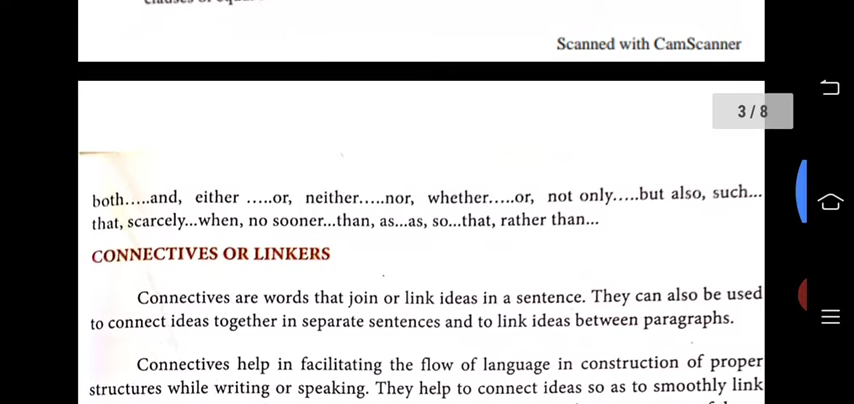 Scanned with CamScanner
3 / 8
both.....and, either .....or, neither.....nor, whether.....or, not only.....but also, such...
that, scarcely...when, no sooner...than, as...as, so...that, rather than...
CONNECTIVES OR LINKERS
Connectives are words that join or link ideas in a sentence. They can also be used
to connect ideas together in separate sentences and to link ideas between paragraphs.
Connectives help in facilitating the flow of language in construction of proper
structures while writing or speaking. They help to connect ideas so as to smoothly link